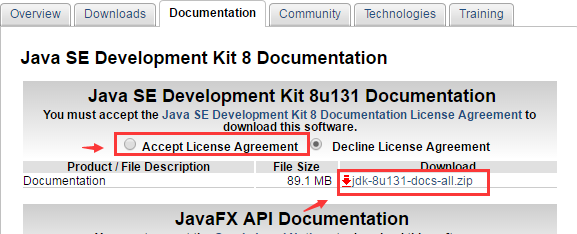 Overview Downloads Documentation Community Technologies Training
Java SE Development Kit 8 Documentation
Java SE Development Kit 8u131 Documentation
You must accept the Java SE Development Kit 8 Documentation License Agreement to
download this software.
Accept License Agreement Decline License Agreement
Product / File Description File Size Download
Documentation 89.1 MB jdk-8u131-docs-all.zip
JavaFX API Documentation